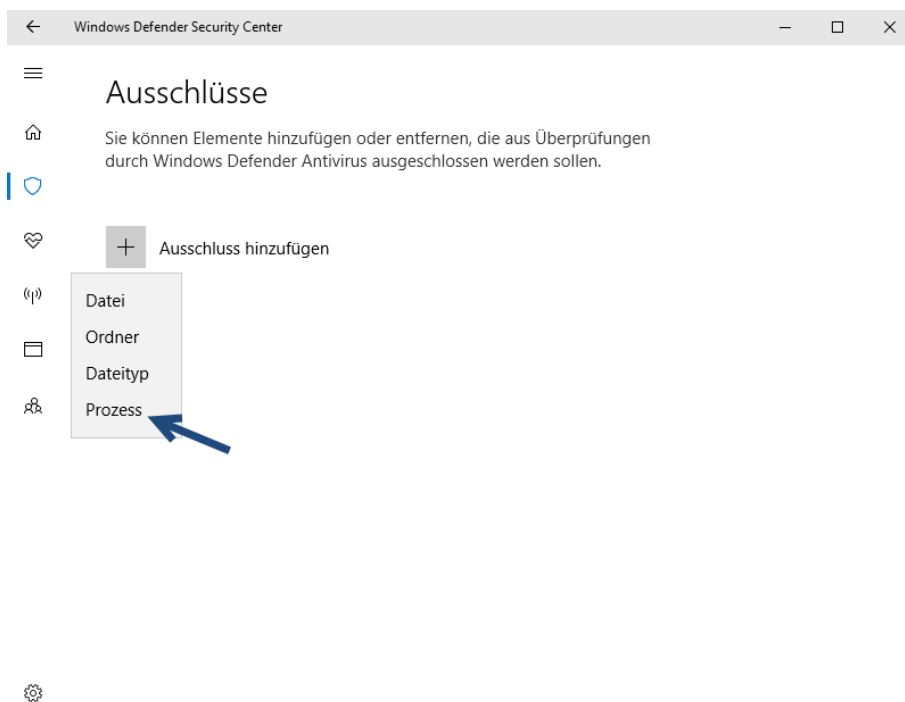 Windows Defender Security Center
Ausschlüsse
Sie können Elemente hinzufügen oder entfernen, die aus Überprüfungen
durch Windows Defender Antivirus ausgeschlossen werden sollen.
Ausschluss hinzufügen
Datei
Ordner
Dateityp
Prozess